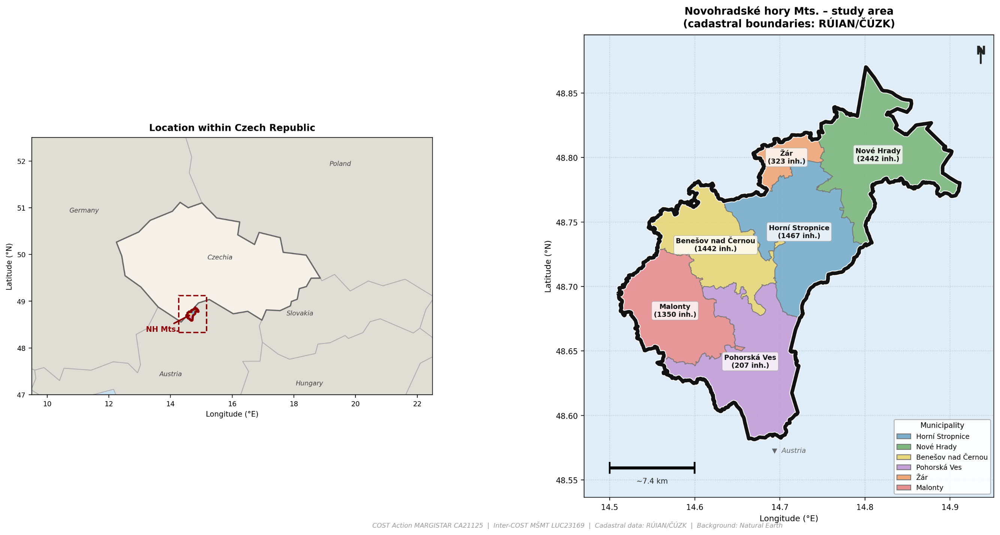 Location within Czech Republic
Latitude (°N)
52
51
50
49
48
47
Germany
Poland
Czechia
Slovakia
NH Mts.
Austria
Hungary
10
12
14
16
18
20
22
Longitude (°E)
Novohradské hory Mts. – study area
(cadastral boundaries: RÚIAN/ČÚZK)
N
Latitude (°N)
48.85
48.80
48.75
48.70
48.65
48.60
48.55
Žár
(323 inh.)
Nové Hrady
(2442 inh.)
Horní Stropnice
(1467 inh.)
Benešov nad Černou
(1442 inh.)
Malonty
(1350 inh.)
Pohorská Ves
(207 inh.)
▼ Austria
~7.4 km
Municipality
Horní Stropnice
Nové Hrady
Benešov nad Černou
Pohorská Ves
Žár
Malonty
14.5
14.6
14.7
14.8
14.9
Longitude (°E)
COST Action MARGISTAR CA21125 | Inter-COST MŠMT LUC23169 | Cadastral data: RÚIAN/ČÚZK | Background: Natural Earth